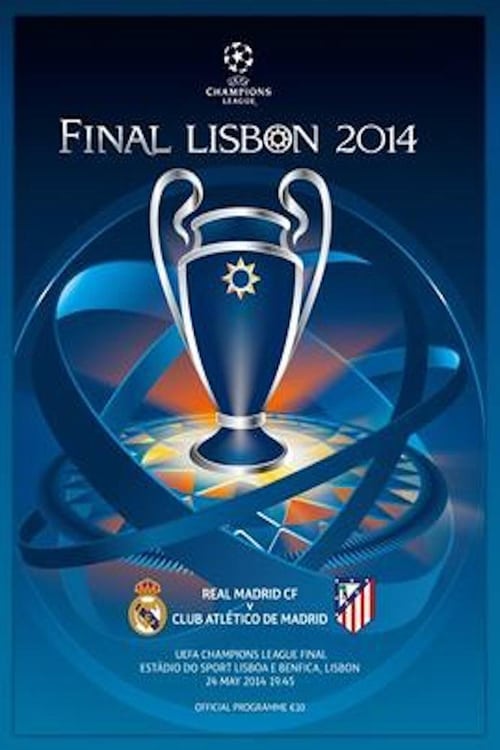 UEFA
CHAMPIONS
LEAGUE
FINAL LISBON 2014
REAL MADRID CF
V
CLUB ATLÉTICO DE MADRID
UEFA CHAMPIONS LEAGUE FINAL
ESTÁDIO DO SPORT LISBOA E BENFICA, LISBON
24 MAY 2014 19.45
OFFICIAL PROGRAMME €10